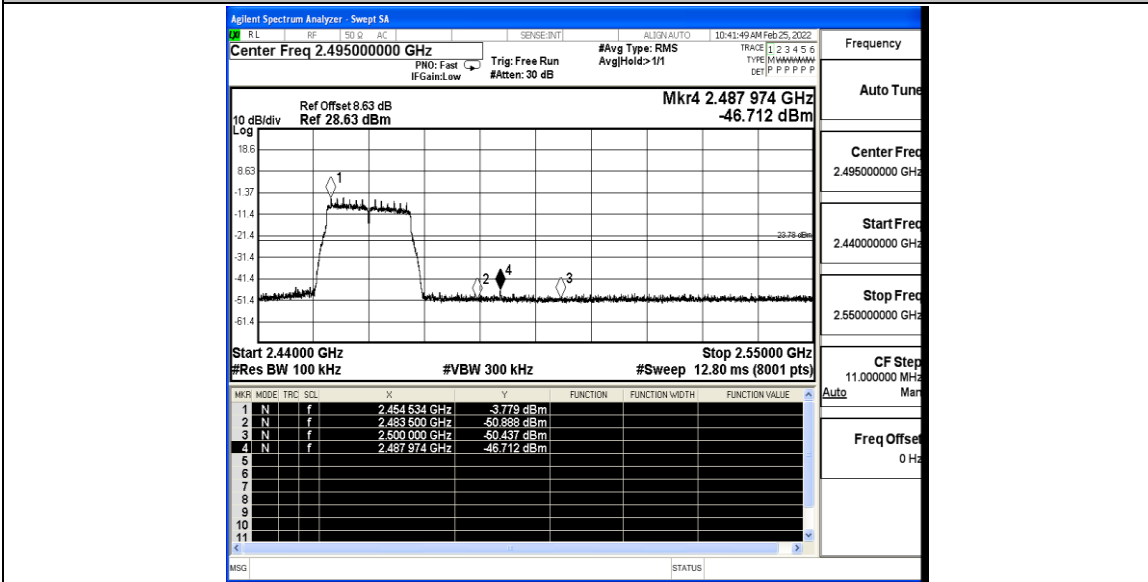 Agilent Spectrum Analyzer - Swept SA
LXI RL RF 50 Ω AC SENSE:INT ALIGN AUTO 10:41:49 AM Feb 25, 2022
Center Freq 2.495000000 GHz
PNO: Fast
IFGain:Low
Trig: Free Run
#Atten: 30 dB
#Avg Type: RMS
Avg|Hold:>1/1
TRACE 1 2 3 4 5 6
TYPE M WWWWW
DET P P P P P P
Mkr4 2.487 974 GHz
-46.712 dBm
Ref Offset 8.63 dB
10 dB/div Ref 28.63 dBm
Log
18.6
8.63
-1.37
-11.4
-21.4
-31.4
-41.4
-51.4
-61.4
1
2
4
3
-23.78 dBm
Start 2.44000 GHz Stop 2.55000 GHz
#Res BW 100 kHz #VBW 300 kHz #Sweep 12.80 ms (8001 pts)
MKR MODE TRC SCL X Y FUNCTION FUNCTION WIDTH FUNCTION VALUE
1 N f 2.454 534 GHz -3.779 dBm
2 N f 2.483 500 GHz -50.888 dBm
3 N f 2.500 000 GHz -50.437 dBm
4 N f 2.487 974 GHz -46.712 dBm
5
6
7
8
9
10
11
MSG STATUS
Frequency
Auto Tune
Center Freq
2.495000000 GHz
Start Freq
2.440000000 GHz
Stop Freq
2.550000000 GHz
CF Step
11.000000 MHz
Auto Man
Freq Offset
0 Hz